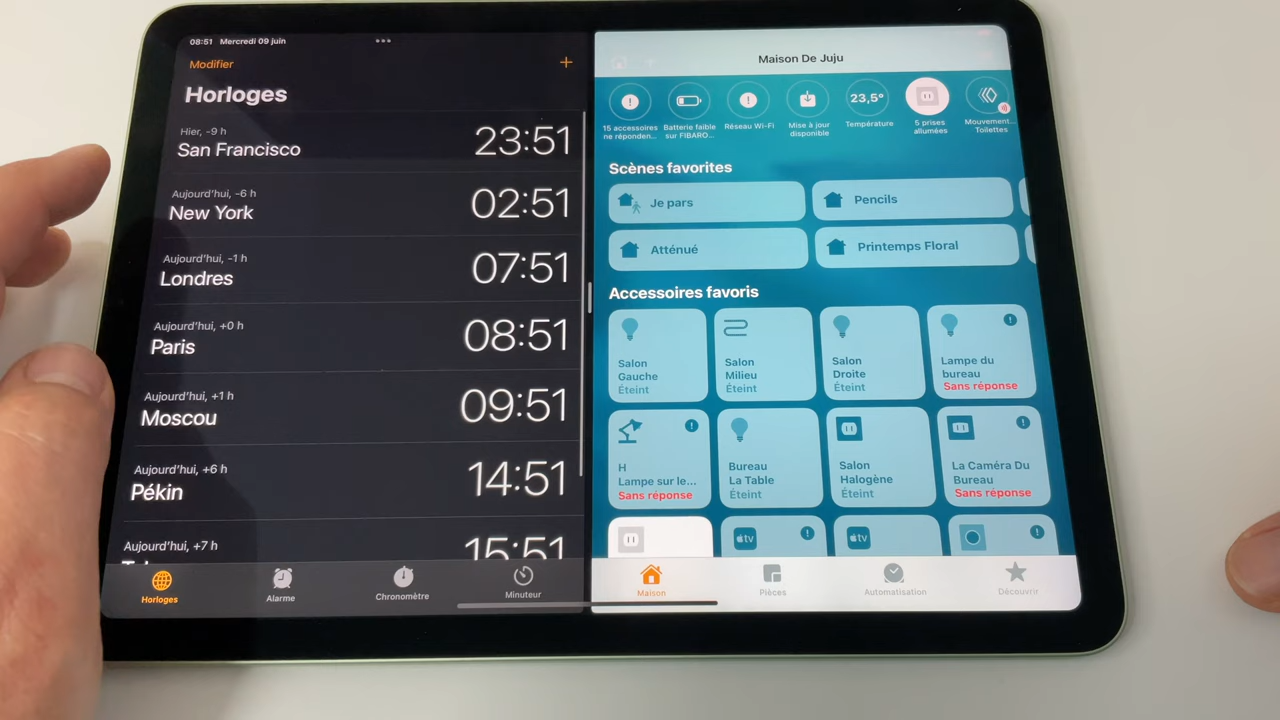 08:51 Mercredi 09 juin
Modifier
+
Horloges
Hier, -9 h
San Francisco
23:51
Aujourd'hui, -6 h
New York
02:51
Aujourd'hui, -1 h
Londres
07:51
Aujourd'hui, +0 h
Paris
08:51
Aujourd'hui, +1 h
Moscou
09:51
Aujourd'hui, +6 h
Pékin
14:51
Aujourd'hui, +7 h
15:51
Horloges
Alarme
Chronomètre
Minuteur
Maison De Juju
15 accessoires
ne réponden...
Batterie faible
sur FIBARO...
Réseau Wi-Fi
Mise à jour
disponible
23,5°
Température
5 prises
allumées
Mouvement...
Toilettes
Scènes favorites
Je pars
Pencils
Atténué
Printemps Floral
Accessoires favoris
Salon
Gauche
Éteint
Salon
Milieu
Éteint
Salon
Droite
Éteint
Lampe du
bureau
Sans réponse
H
Lampe sur le...
Sans réponse
Bureau
La Table
Éteint
Salon
Halogène
Éteint
La Caméra Du
Bureau
Sans réponse
tv
tv
Maison
Pièces
Automatisation
Découvrir